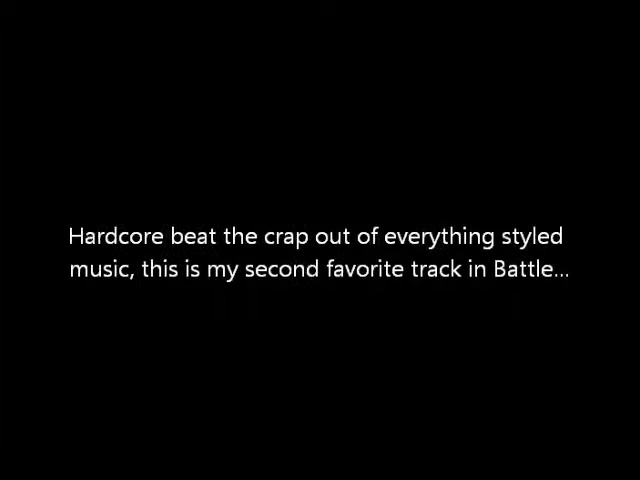 Hardcore beat the crap out of everything styled
music, this is my second favorite track in Battle...